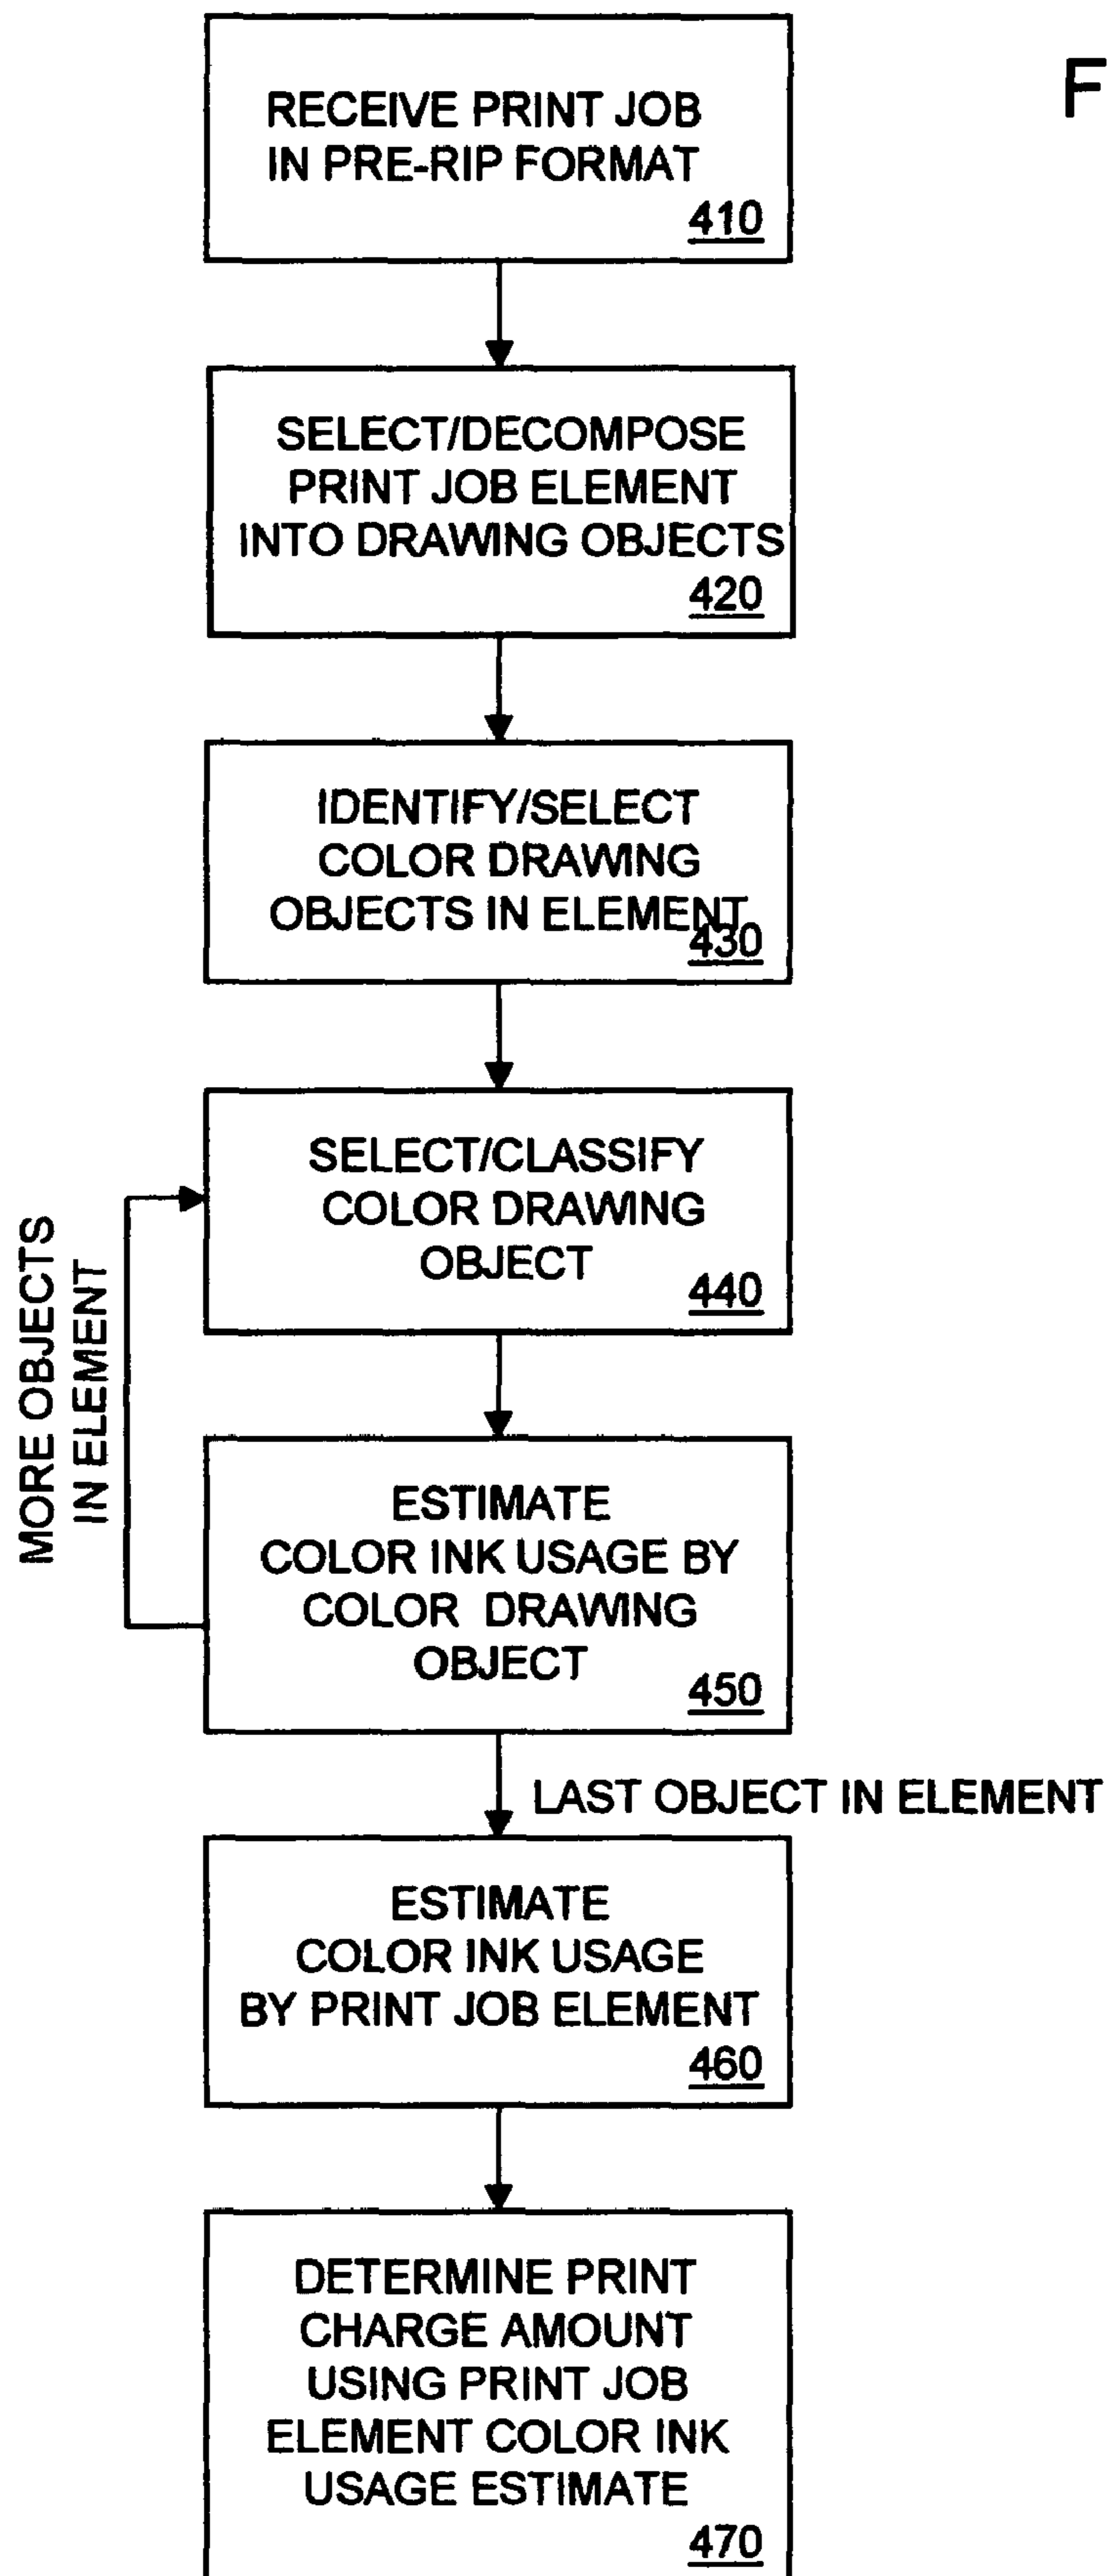 F
RECEIVE PRINT JOB
IN PRE-RIP FORMAT
410
SELECT/DECOMPOSE
PRINT JOB ELEMENT
INTO DRAWING OBJECTS
420
IDENTIFY/SELECT
COLOR DRAWING
OBJECTS IN ELEMENT
430
SELECT/CLASSIFY
COLOR DRAWING
OBJECT
440
MORE OBJECTS
IN ELEMENT
ESTIMATE
COLOR INK USAGE BY
COLOR DRAWING
OBJECT
450
LAST OBJECT IN ELEMENT
ESTIMATE
COLOR INK USAGE
BY PRINT JOB ELEMENT
460
DETERMINE PRINT
CHARGE AMOUNT
USING PRINT JOB
ELEMENT COLOR INK
USAGE ESTIMATE
470